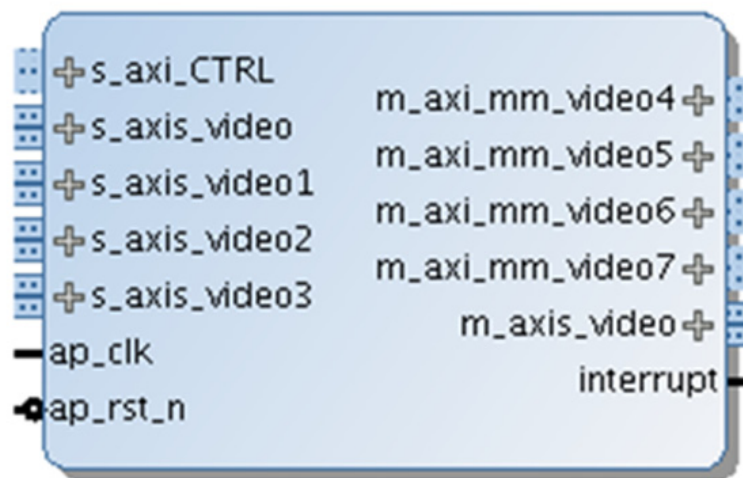 s_axi_CTRL
s_axis_video
s_axis_video1
s_axis_video2
s_axis_video3
ap_clk
ap_rst_n
m_axi_mm_video4
m_axi_mm_video5
m_axi_mm_video6
m_axi_mm_video7
m_axis_video
interrupt